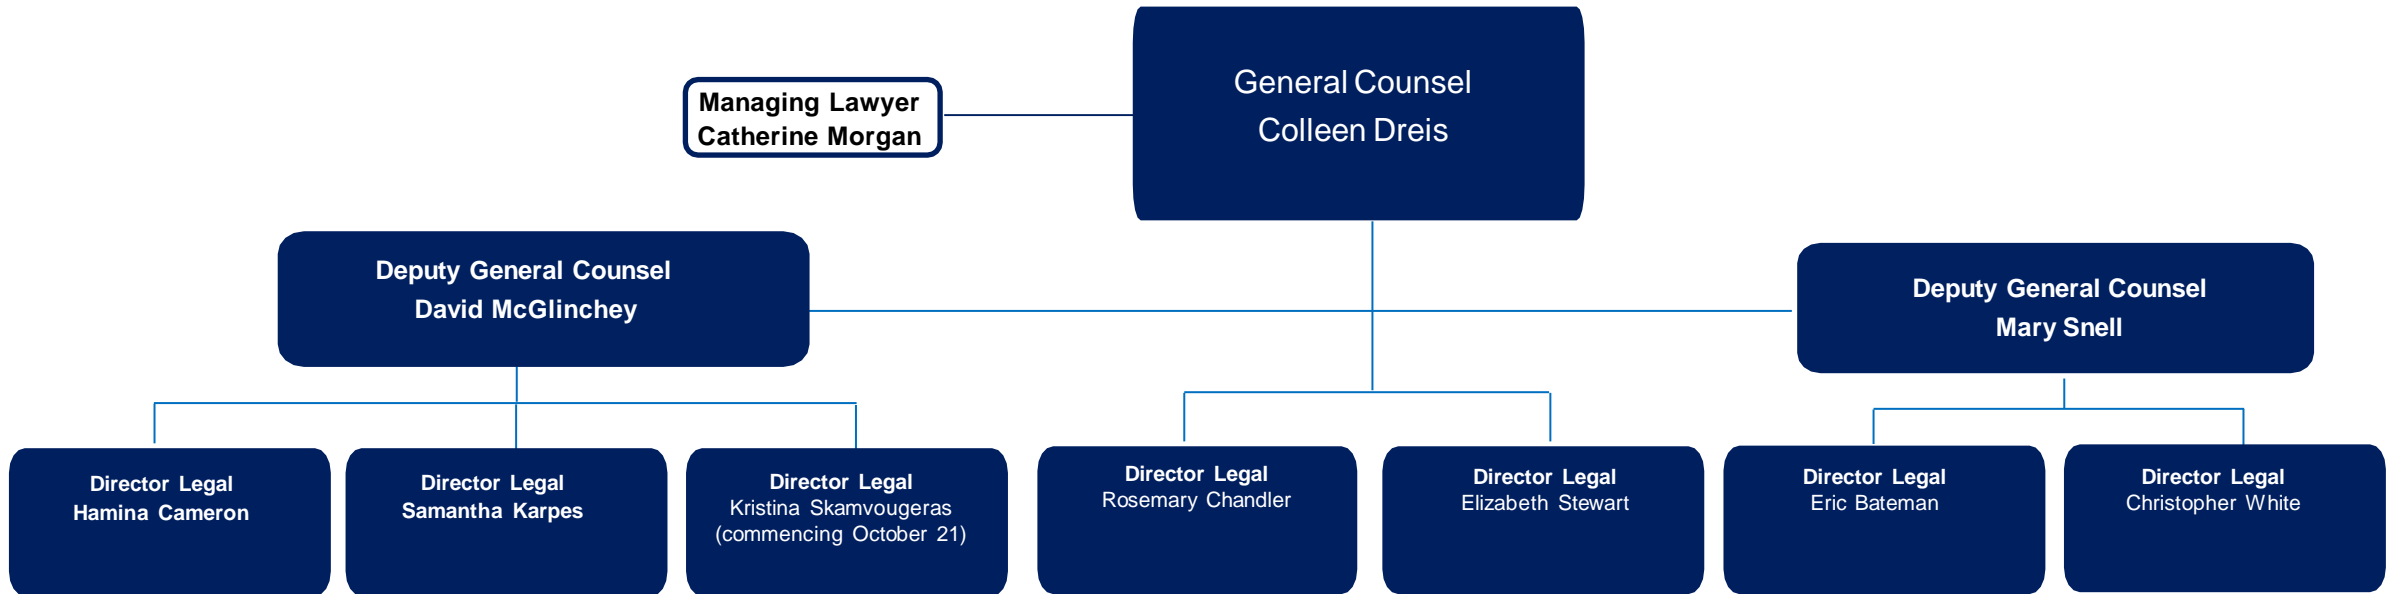 General Counsel
Colleen Dreis
Managing Lawyer
Catherine Morgan
Deputy General Counsel
David McGlinchey
Deputy General Counsel
Mary Snell
Director Legal
Hamina Cameron
Director Legal
Samantha Karpes
Director Legal
Kristina Skamvougeras
(commencing October 21)
Director Legal
Rosemary Chandler
Director Legal
Elizabeth Stewart
Director Legal
Eric Bateman
Director Legal
Christopher White